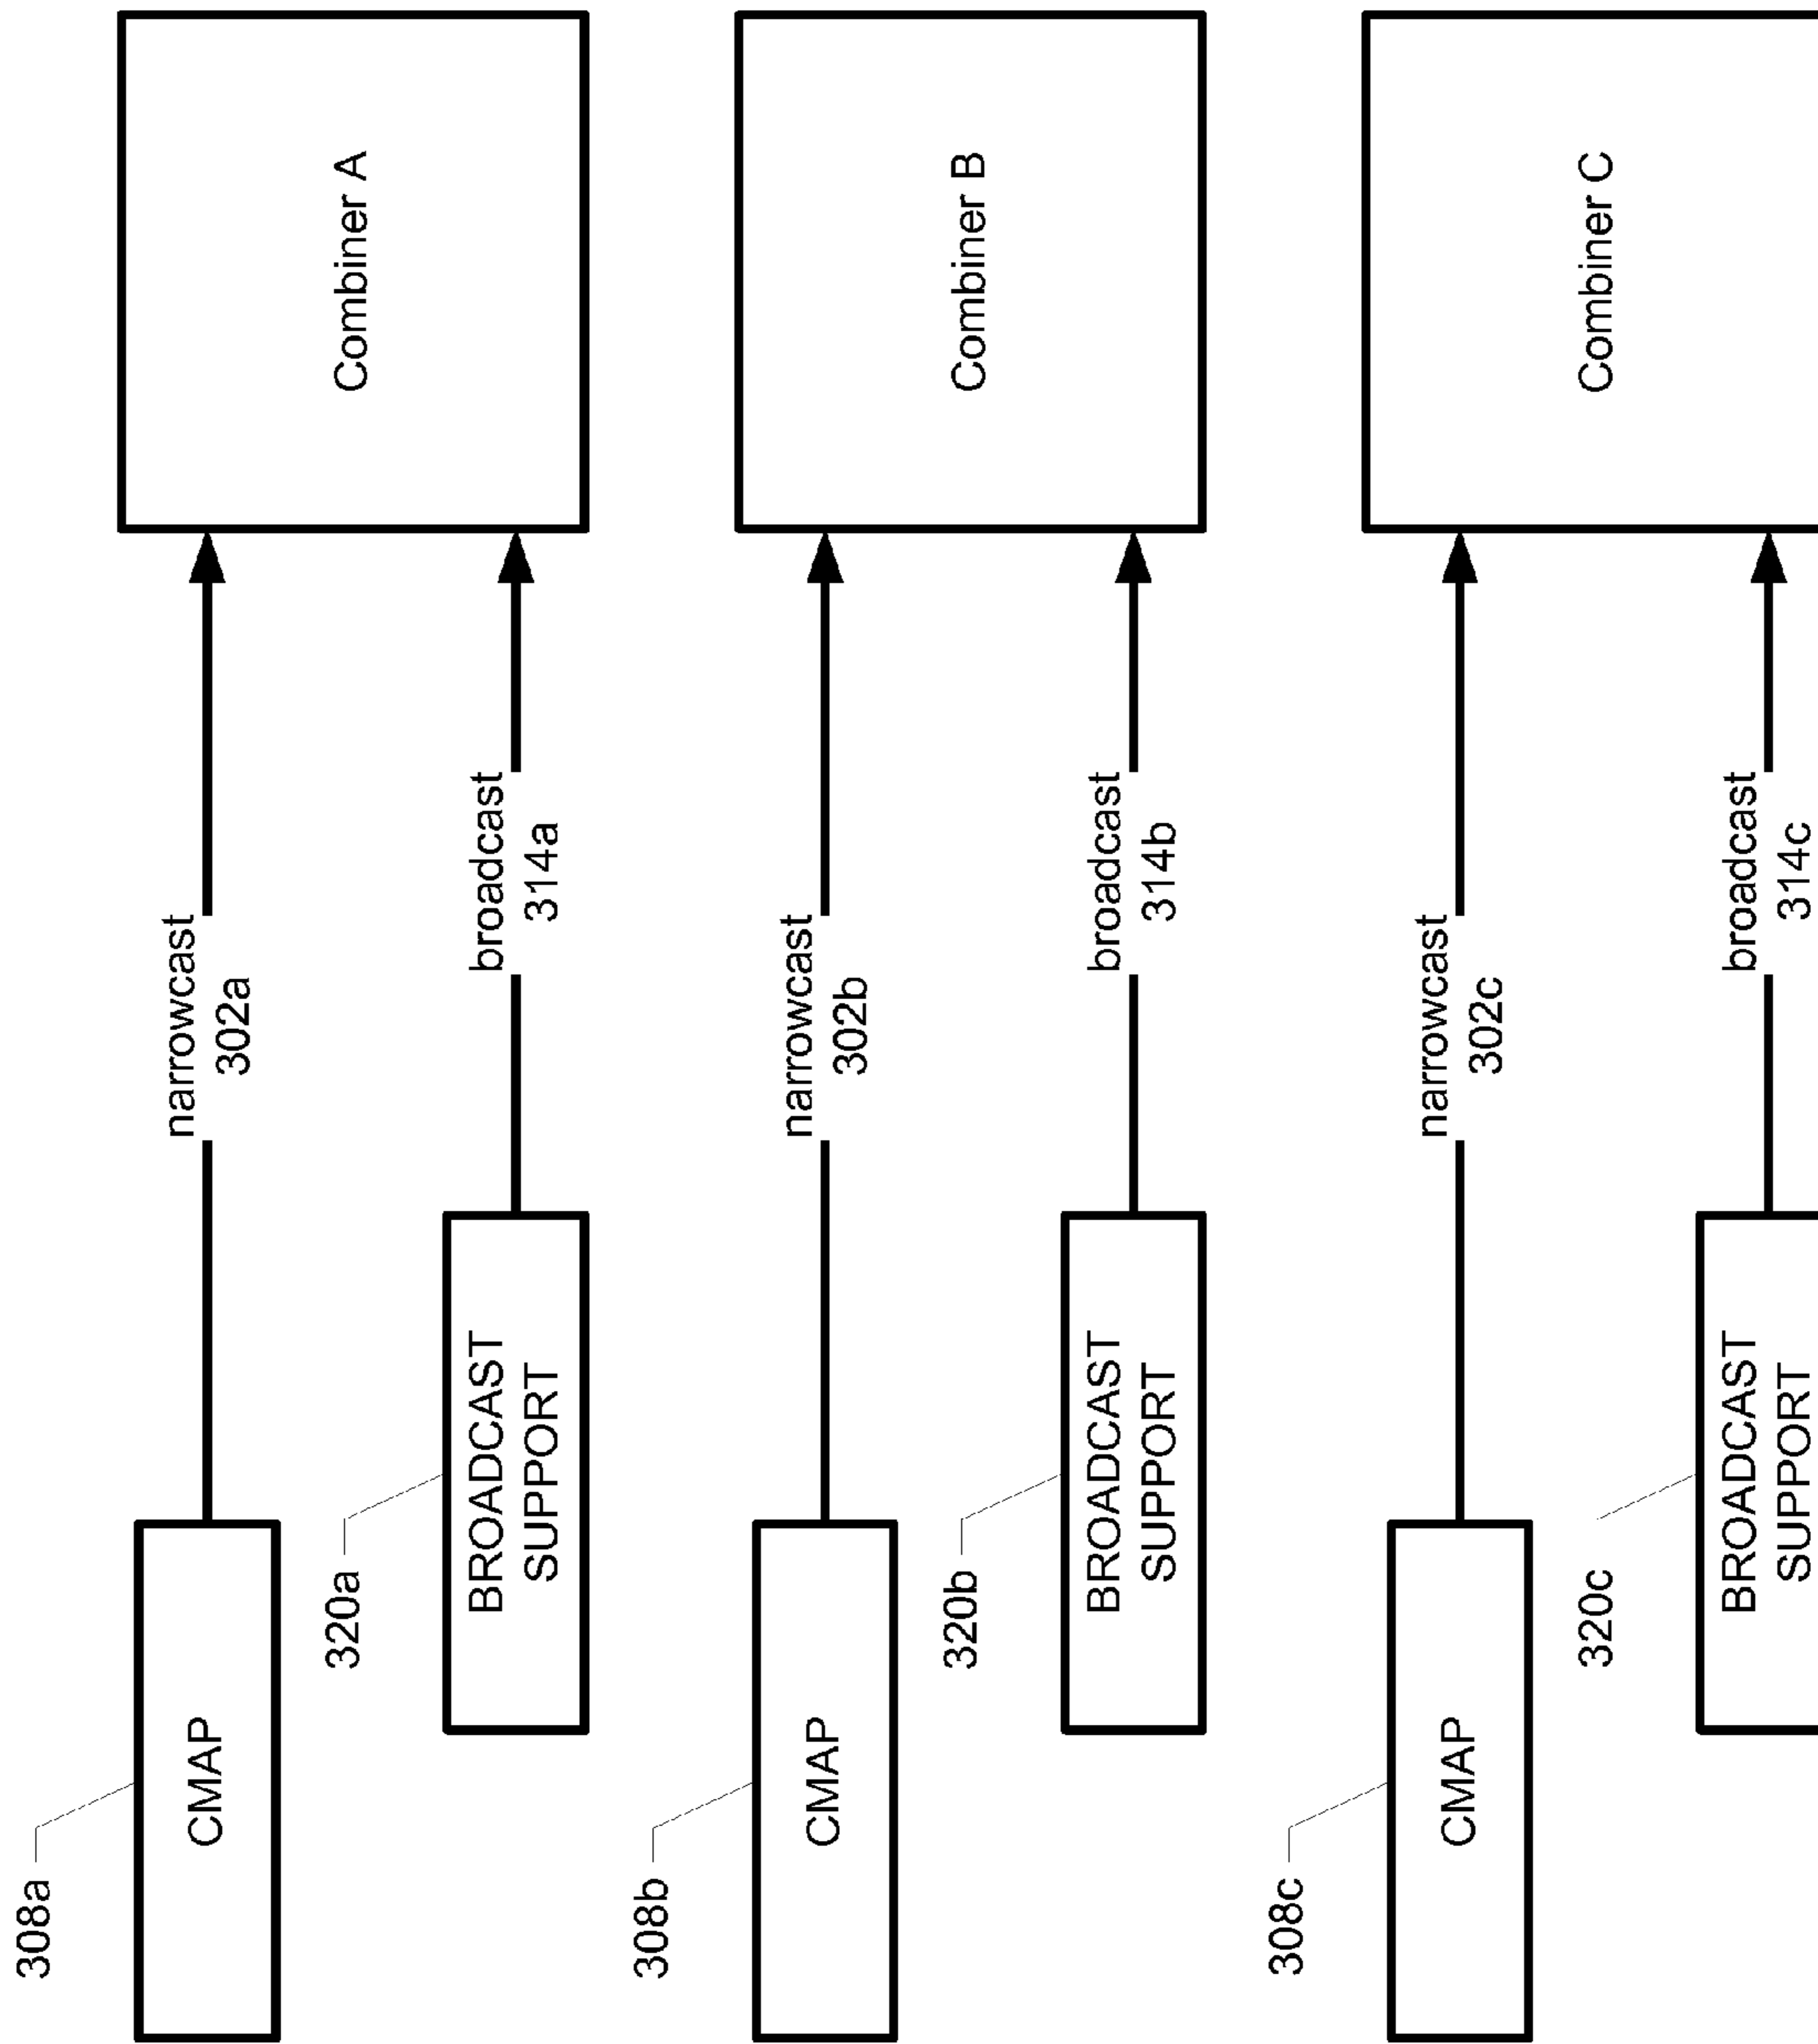 308a
CMAP
narrowcast
302a
320a
BROADCAST
SUPPORT
broadcast
314a
Combiner A
308b
CMAP
narrowcast
302b
320b
BROADCAST
SUPPORT
broadcast
314b
Combiner B
308c
CMAP
narrowcast
302c
320c
BROADCAST
SUPPORT
broadcast
314c
Combiner C